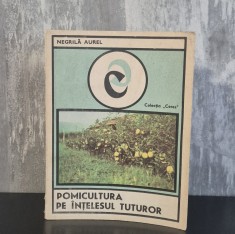 NEGRILĂ AUREL
Colecția „Ceres"
POMICULTURA
PE ÎNȚELESUL TUTUROR